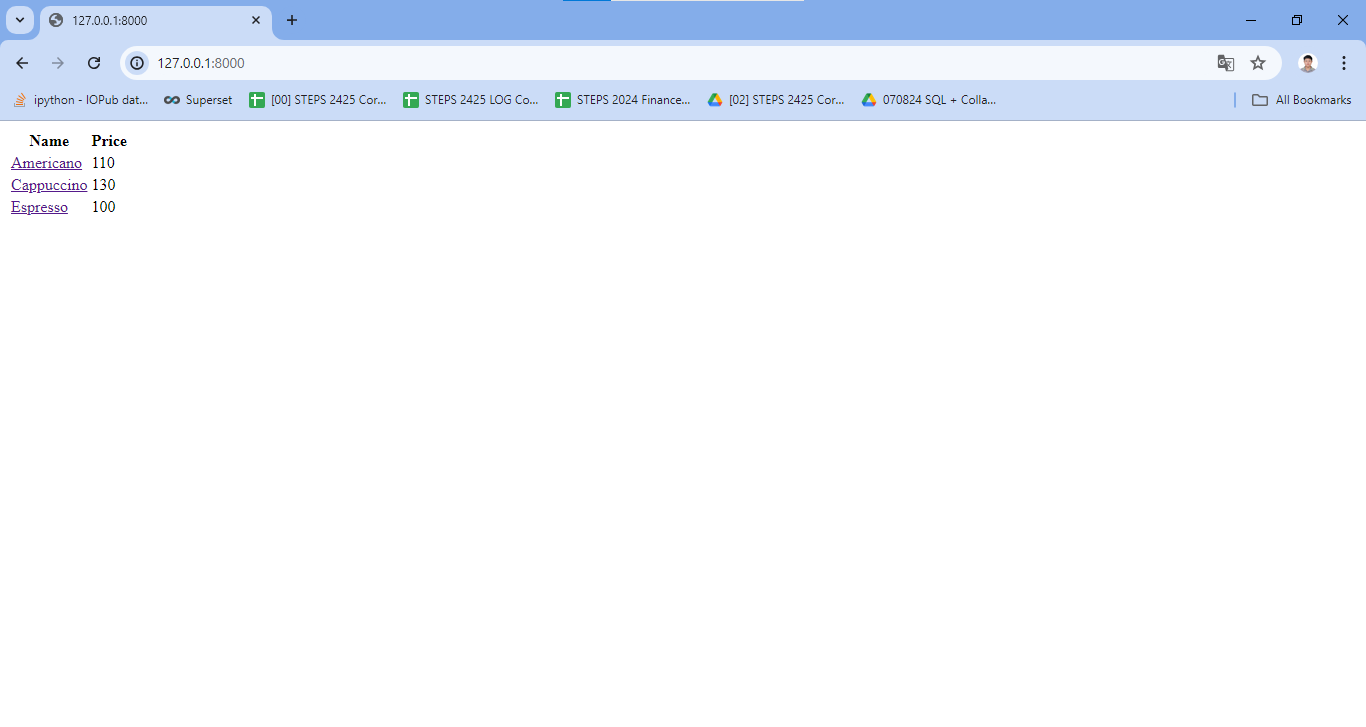 127.0.0.1:8000
127.0.0.1:8000
ipython - IOPub dat... Superset [00] STEPS 2425 Cor... STEPS 2425 LOG Co... STEPS 2024 Finance... [02] STEPS 2425 Cor... 070824 SQL + Colla... All Bookmarks
Name Price
Americano 110
Cappuccino 130
Espresso 100